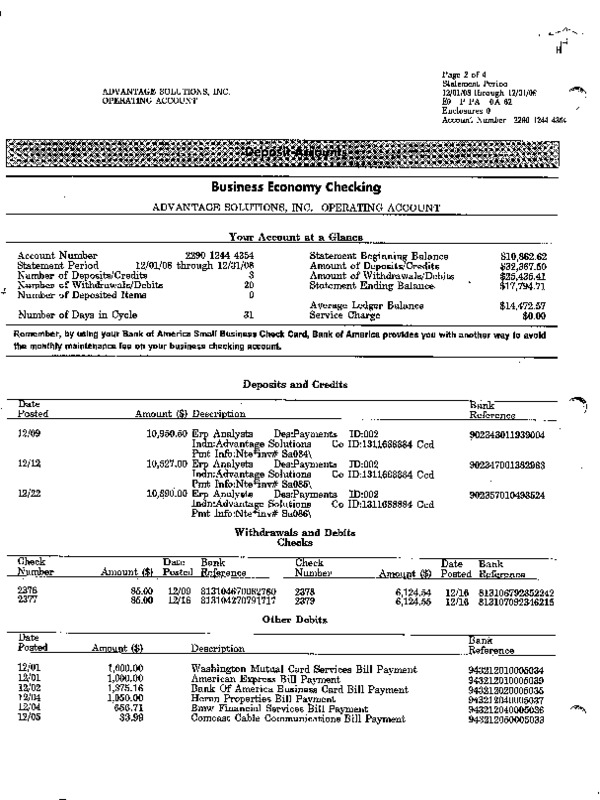 Page 2 of 4
ADVANTAGE SOLUTIONS, INC.
Statement Period
OPERATING ACCOUNT
12/01/08 through 12/31/08
E0 P PA 0A 62
Enclosures 0
Account Number 2290 1244 4354
Deposit Accounts
Business Economy Checking
ADVANTAGE SOLUTIONS, INC. OPERATING ACCOUNT
Your Account at a Glance
Account Number 2290 1244 4354 Statement Beginning Balance $10,862.62
Statement Period 12/01/08 through 12/31/08 Amount of Deposits/Credits $32,367.50
Number of Deposits/Credits 3 Amount of Withdrawals/Debits $25,435.41
Number of Withdrawals/Debits 20 Statement Ending Balance $17,794.71
Number of Deposited Items 0
Average Ledger Balance $14,472.57
Number of Days in Cycle 31 Service Charge $0.00
Remember, by using your Bank of America Small Business Check Card, Bank of America provides you with another way to avoid
the monthly maintenance fee on your business checking account.
Deposits and Credits
Date Bank
Posted Amount ($) Description Reference
12/09 10,950.50 Erp Analysts Des:Payments ID:002 902343011939004
Indn:Advantage Solutions Co ID:1311688884 Ccd
Pmt Info:Nte*inv# Sa084\
12/12 10,527.00 Erp Analysts Des:Payments ID:002
Indn:Advantage Solutions Co ID:1311688884 Ccd
Pmt Info:Nte*inv# Sa085\
12/22 10,890.00 Erp Analysts Des:Payments ID:002 902357010498524
Indn:Advantage Solutions Co ID:1311688884 Ccd
Pmt Info:Nte*inv# Sa086\
Withdrawals and Debits
Checks
Check Date Bank Check Date Bank
Number Amount ($) Posted Reference Number Amount ($) Posted Reference
2376 85.00 12/09 2378 6,124.54 12/16
2377 85.00 12/16 813104270791717 2379 12/16 813107092346215
Other Debits
Date Bank
Posted Amount ($) Description Reference
12/01 1,600.00 Washington Mutual Card Services Bill Payment 943212010005034
12/01 1,000.00 American Express Bill Payment 943212010005039
12/02 1,375.16 Bank Of America Business Card Bill Payment 943213020005035
12/04 1,950.00 Heron Properties Bill Payment 943212040005037
12/04 656.71 Bmw Financial Services Bill Payment 943212040005036
12/05 33.99 Comcast Cable Communications Bill Payment 943212050005033